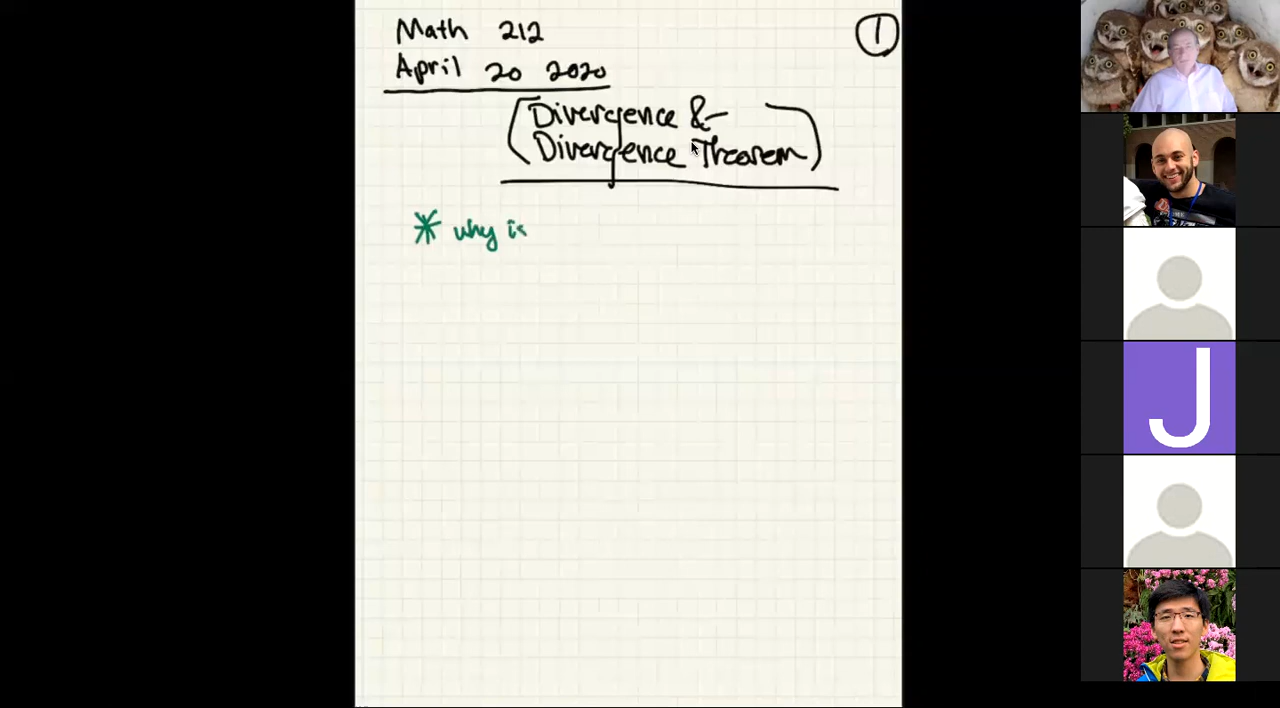 Math 212
①
April 20 2020
(Divergence &
Divergence Theorem)
* why is
J